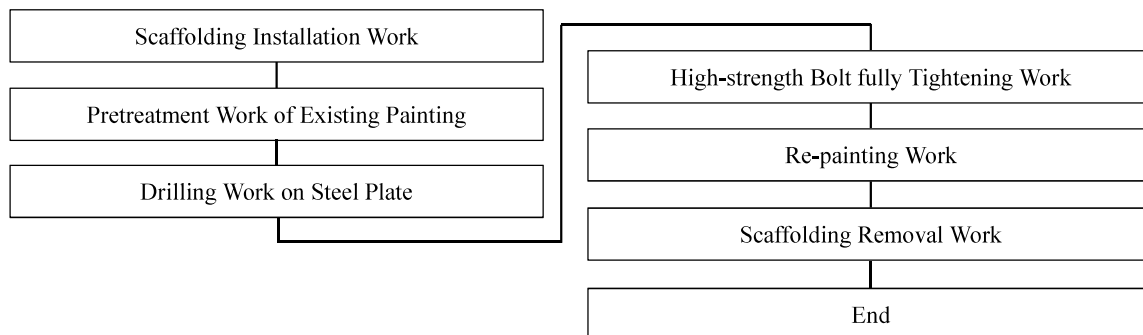 Scaffolding Installation Work
Pretreatment Work of Existing Painting
Drilling Work on Steel Plate
High-strength Bolt fully Tightening Work
Re-painting Work
Scaffolding Removal Work
End